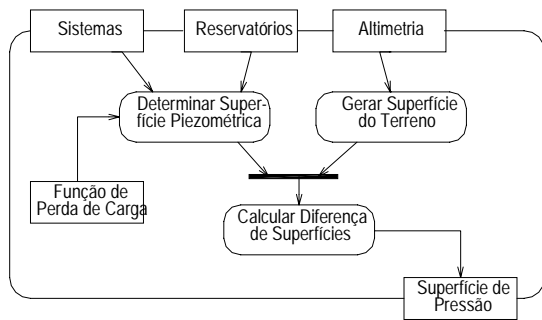 Sistemas
Reservatórios
Altimetria
Determinar Super-
fície Piezométrica
Gerar Superfície
do Terreno
Função de
Perda de Carga
Calcular Diferença
de Superfícies
Superfície de
Pressão